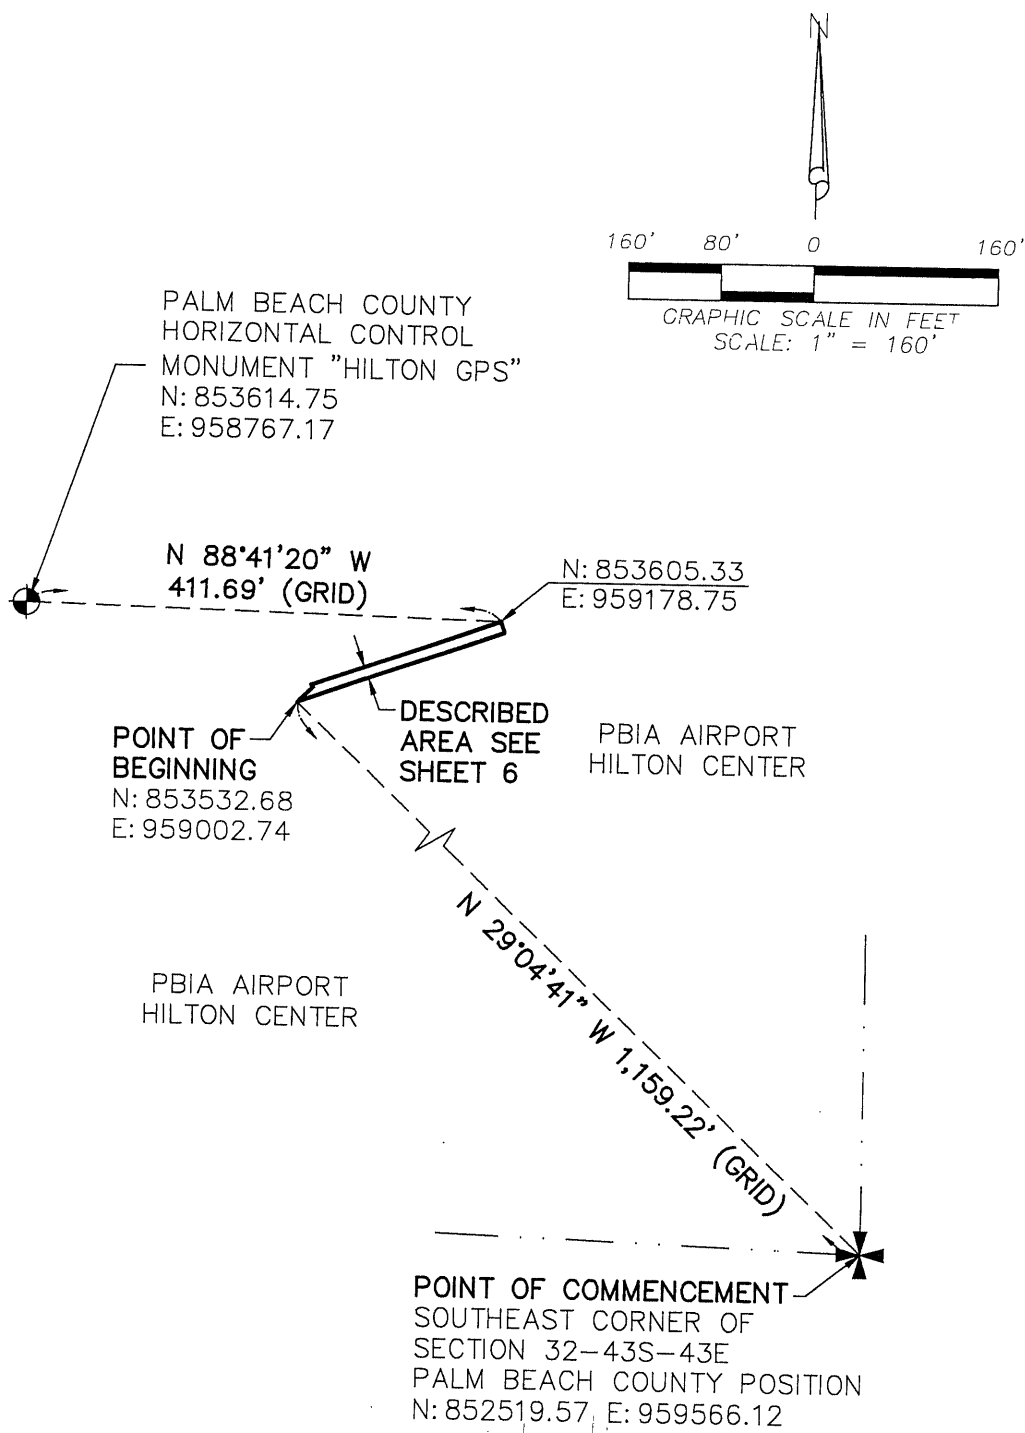 N
160' 80' 0 160'
GRAPHIC SCALE IN FEET
SCALE: 1" = 160'
PALM BEACH COUNTY
HORIZONTAL CONTROL
MONUMENT "HILTON GPS"
N: 853614.75
E: 958767.17
N 88°41'20" W
411.69' (GRID)
N: 853605.33
E: 959178.75
POINT OF
BEGINNING
N: 853532.68
E: 959002.74
DESCRIBED
AREA SEE
SHEET 6
PBIA AIRPORT
HILTON CENTER
N 29°04'41" W 1,159.22' (GRID)
PBIA AIRPORT
HILTON CENTER
POINT OF COMMENCEMENT
SOUTHEAST CORNER OF
SECTION 32-43S-43E
PALM BEACH COUNTY POSITION
N: 852519.57, E: 959566.12